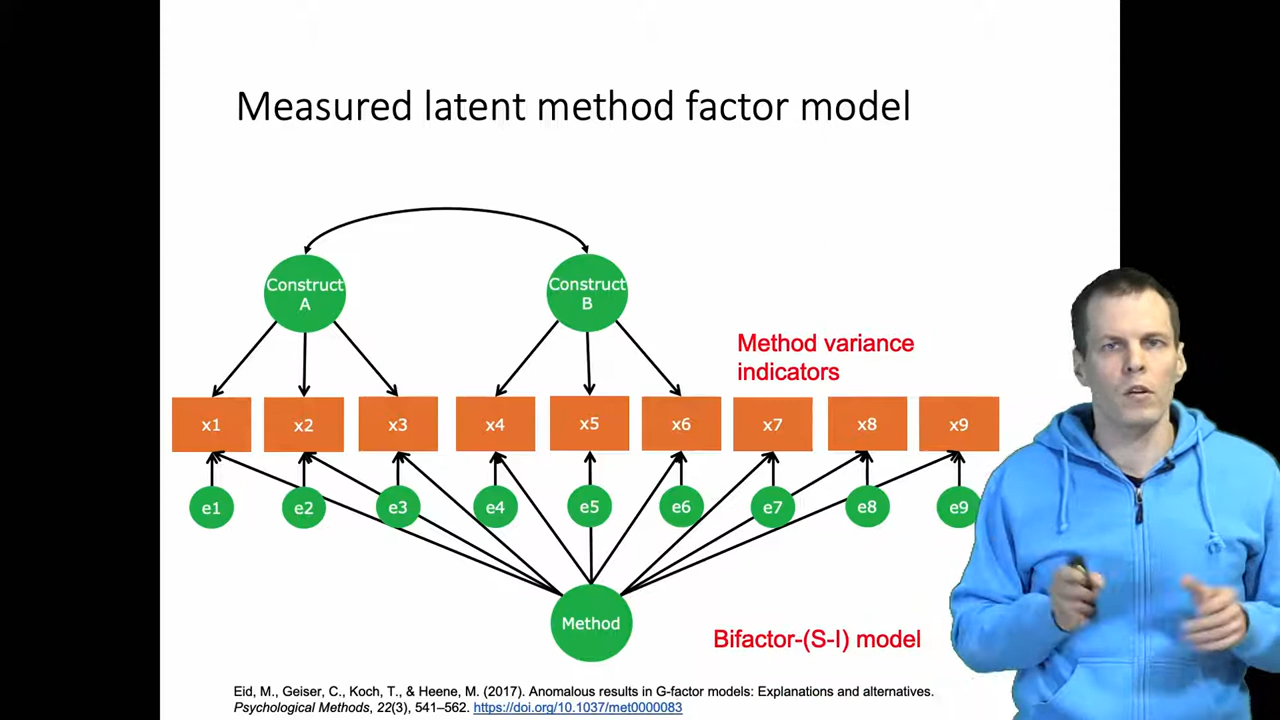 Measured latent method factor model
Construct
A
Construct
B
Method variance
indicators
x1 x2 x3 x4 x5 x6 x7 x8 x9
e1 e2 e3 e4 e5 e6 e7 e8 e9
Method
Bifactor-(S-I) model
Eid, M., Geiser, C., Koch, T., & Heene, M. (2017). Anomalous results in G-factor models: Explanations and alternatives.
Psychological Methods, 22(3), 541–562. https://doi.org/10.1037/met0000083